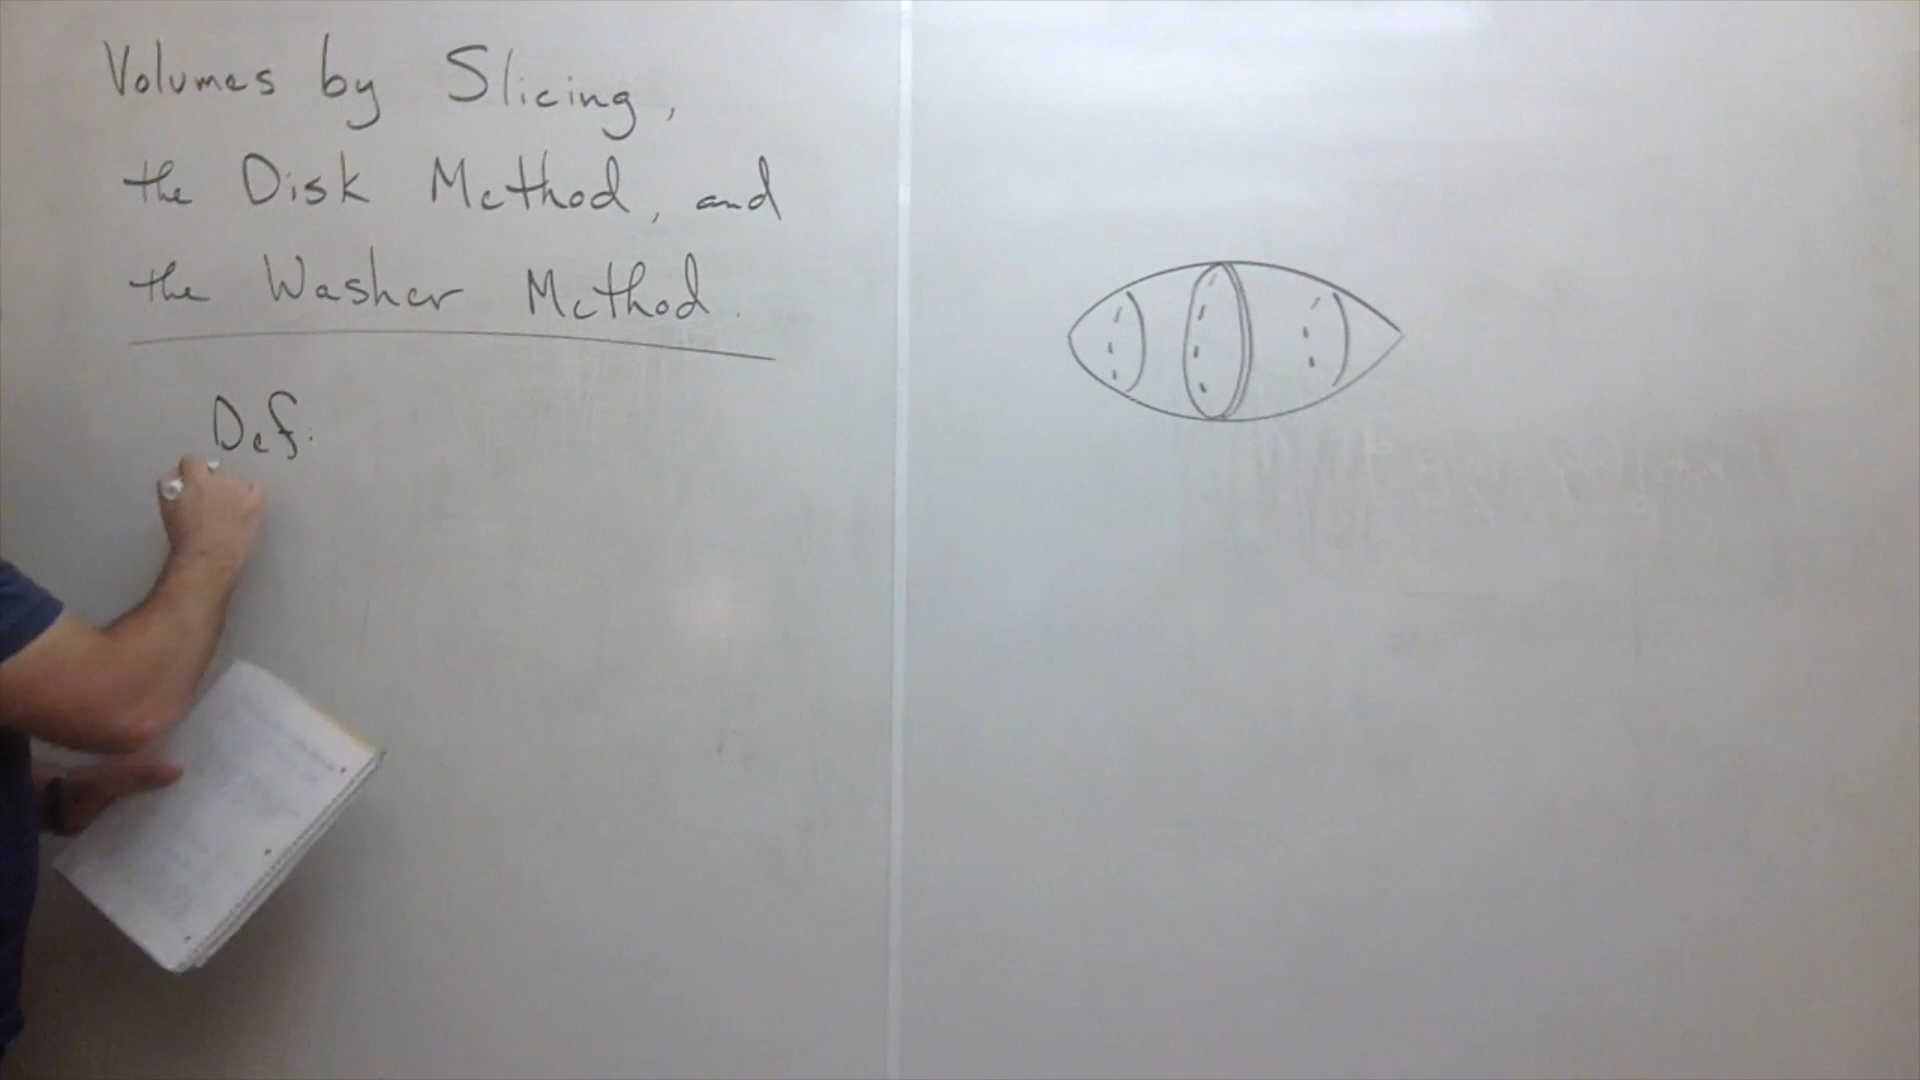 Volumes by Slicing,
the Disk Method, and
the Washer Method.
Def.